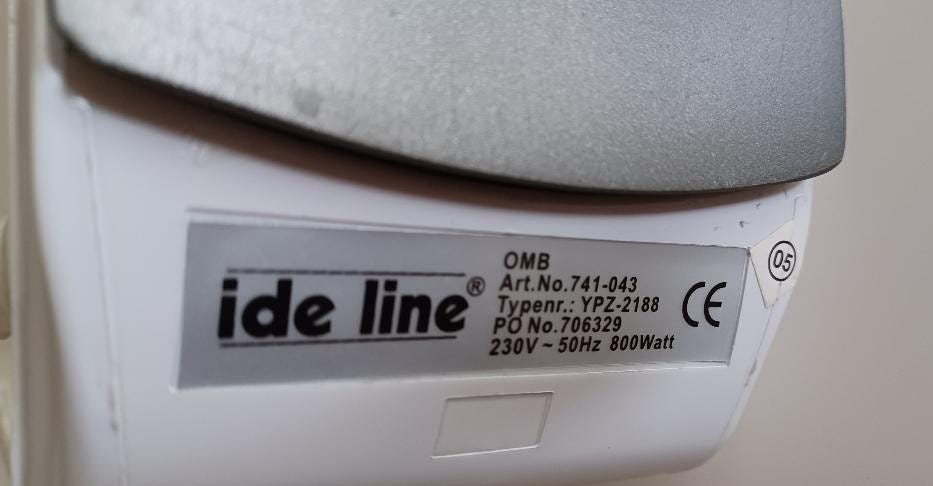 ide line®
OMB
Art.No.741-043
Typenr.: YPZ-2188
PO No.706329
230V ~ 50Hz 800Watt
CE
05